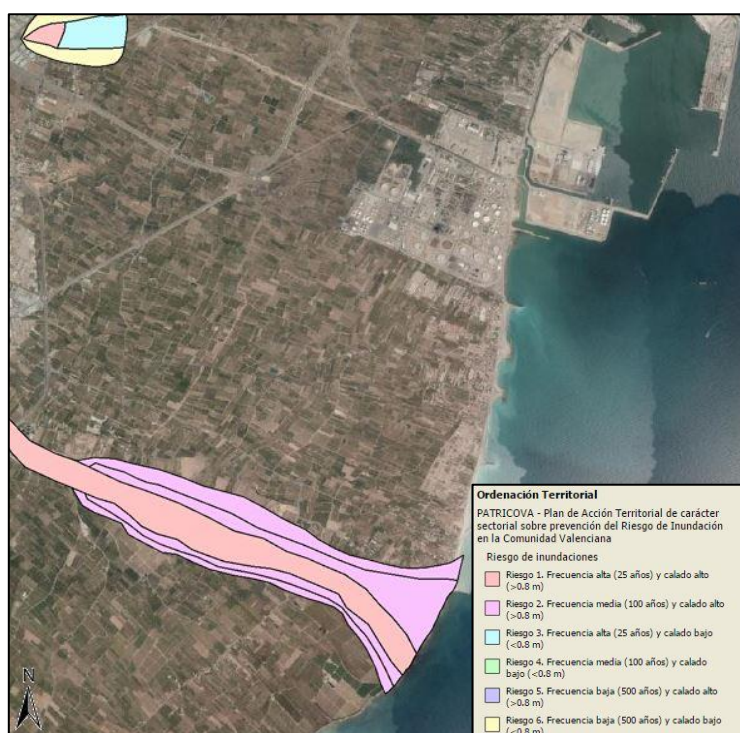 Ordenación Territorial
PATRICOVA - Plan de Acción Territorial de carácter
sectorial sobre prevención del Riesgo de Inundación
en la Comunidad Valenciana
Riesgo de inundaciones
Riesgo 1. Frecuencia alta (25 años) y calado alto
(>0.8 m)
Riesgo 2. Frecuencia media (100 años) y calado alto
(>0.8 m)
Riesgo 3. Frecuencia alta (25 años) y calado bajo
(<0.8 m)
Riesgo 4. Frecuencia media (100 años) y calado
bajo (<0.8 m)
Riesgo 5. Frecuencia baja (500 años) y calado alto
(>0.8 m)
N
Riesgo 6. Frecuencia baja (500 años) y calado bajo
(<0.8 m)